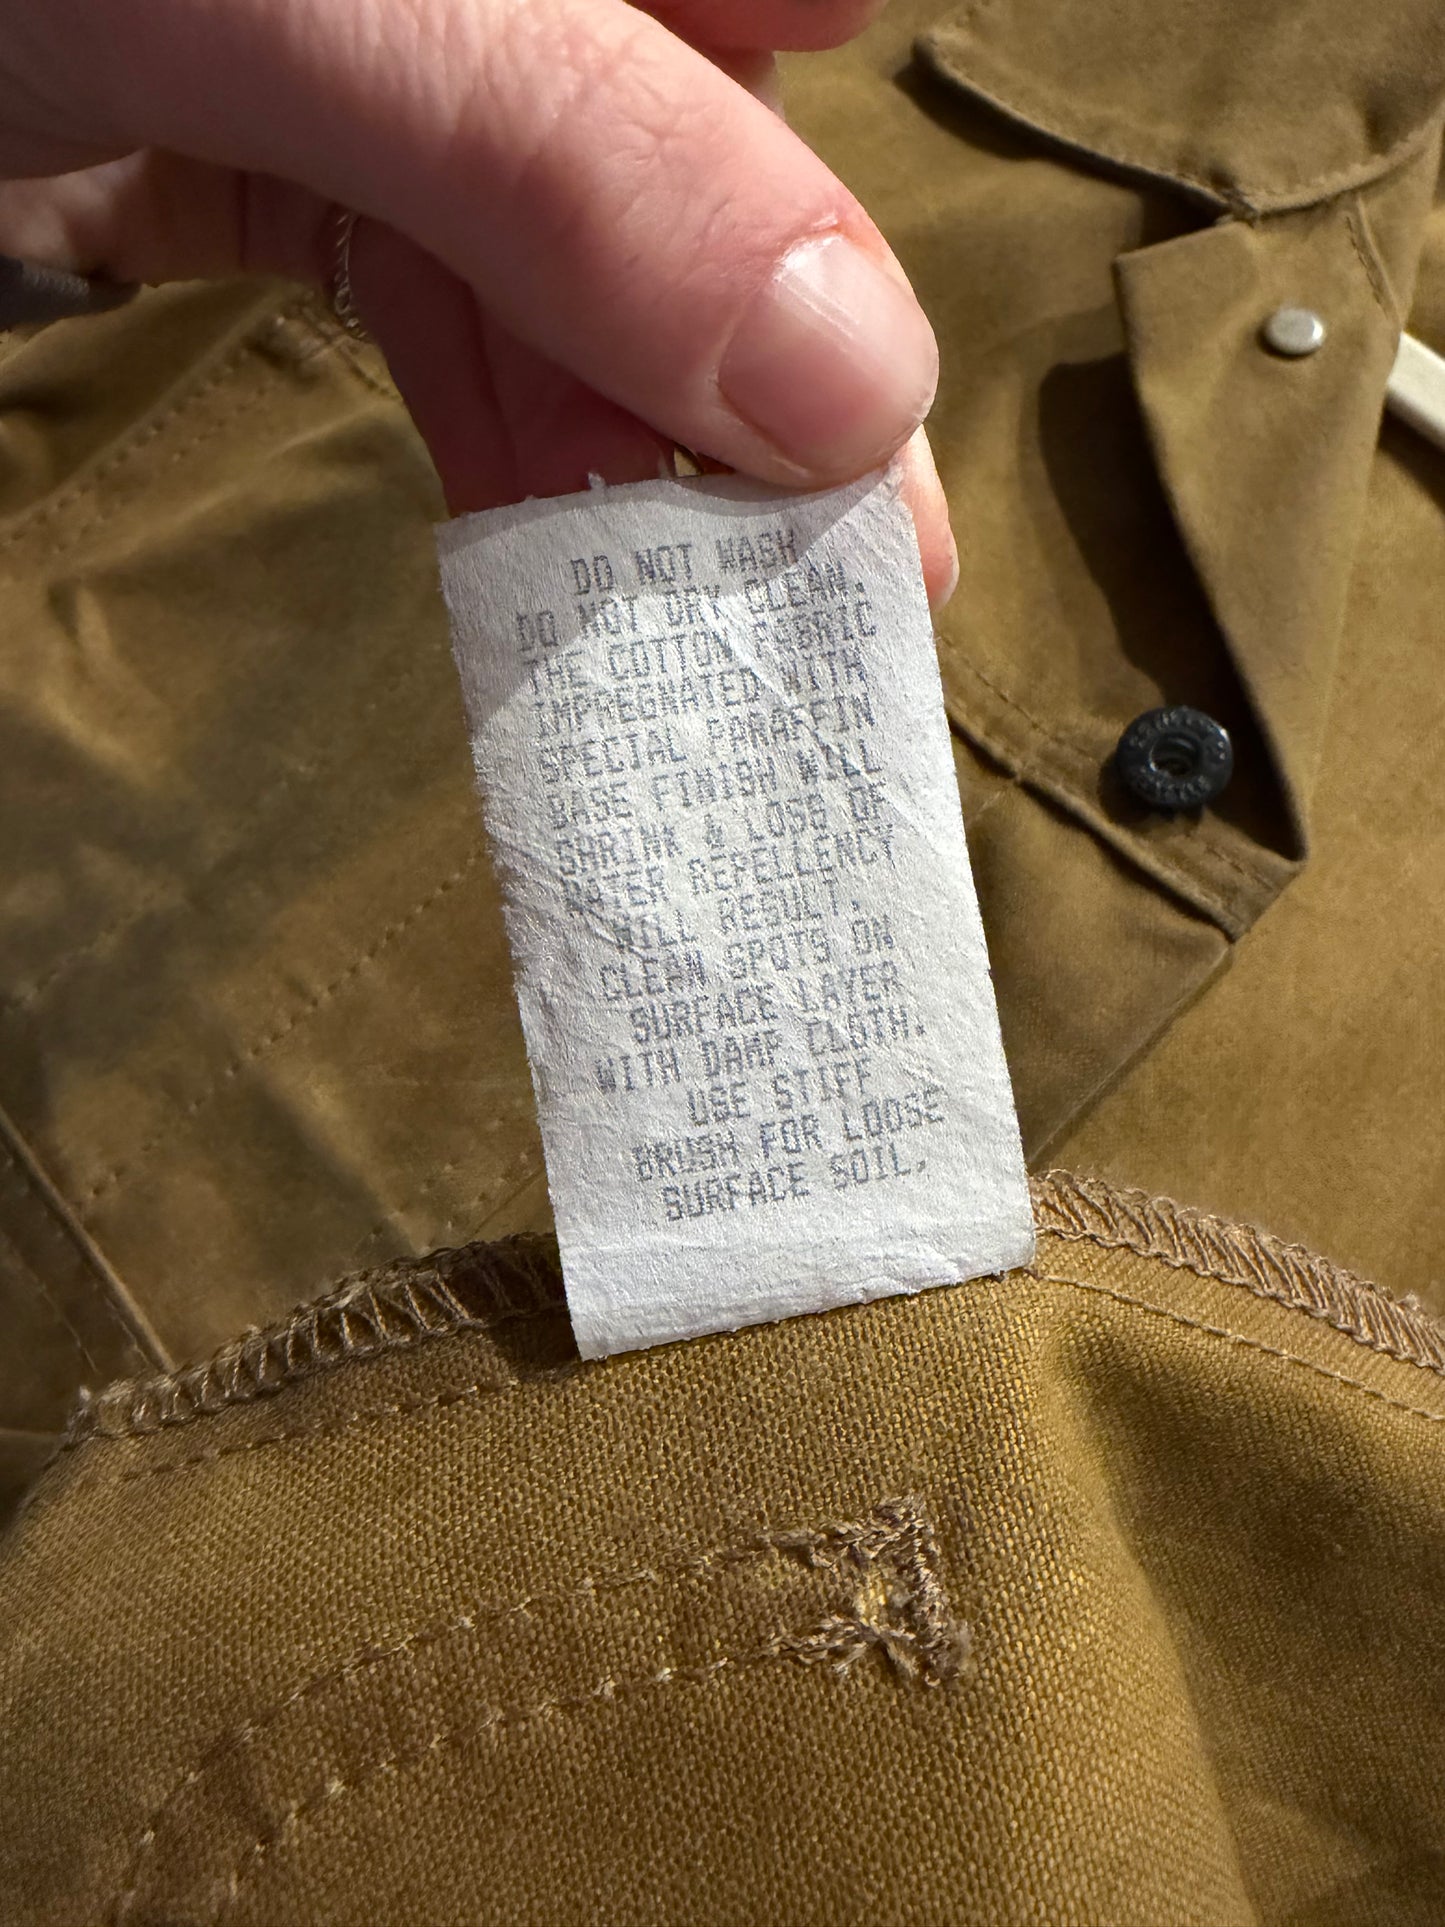 DO NOT WASH
DO NOT DRY CLEAN.
THE COTTON FABRIC
IMPREGNATED WITH
SPECIAL PARAFFIN
BASE FINISH WILL
SHRINK & LOSS OF
WATER REPELLENCY
WILL RESULT.
CLEAN SPOTS ON
SURFACE LAYER
WITH DAMP CLOTH.
USE STIFF
BRUSH FOR LOOSE
SURFACE SOIL.